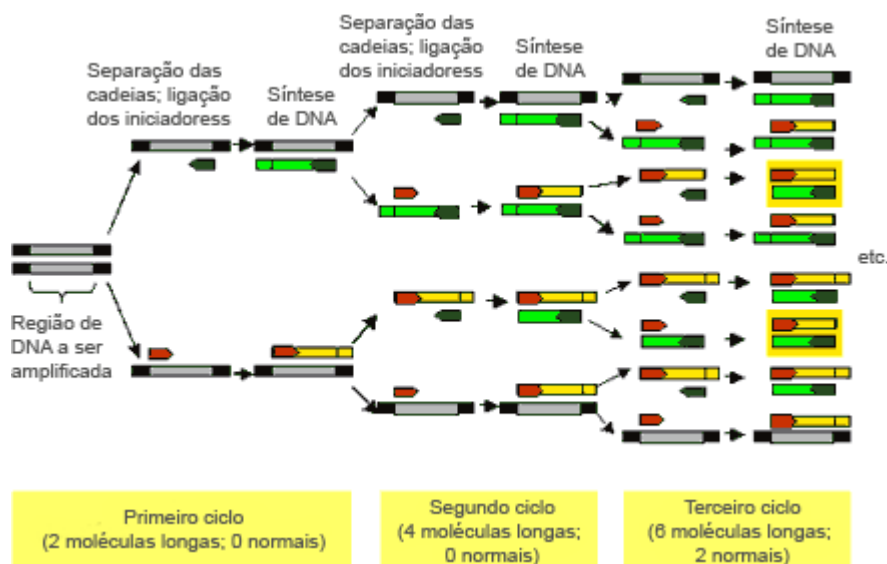 Separação das
cadeias; ligação
dos iniciadoress
Síntese
de DNA
Separação das
cadeias; ligação
dos iniciadoress
Síntese
de DNA
Síntese
de DNA
Região de
DNA a ser
amplificada
etc.
Primeiro ciclo
(2 moléculas longas; 0 normais)
Segundo ciclo
(4 moléculas longas;
0 normais)
Terceiro ciclo
(6 moléculas longas;
2 normais)